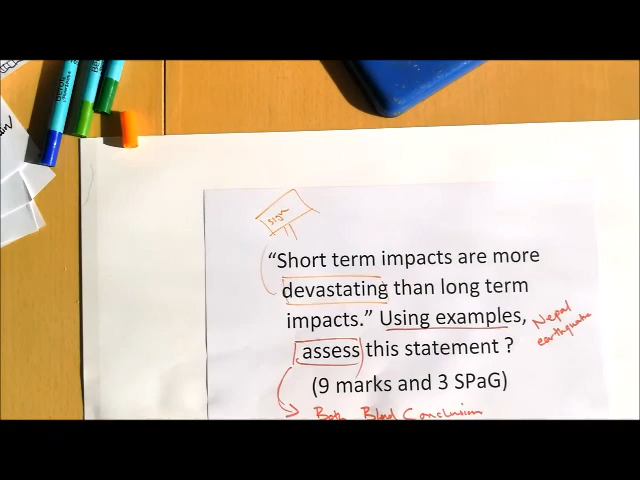 sign
“Short term impacts are more
devastating than long term
impacts.” Using examples,
Nepal
earthquake
assess this statement ?
(9 marks and 3 SPaG)
Both Conclusion